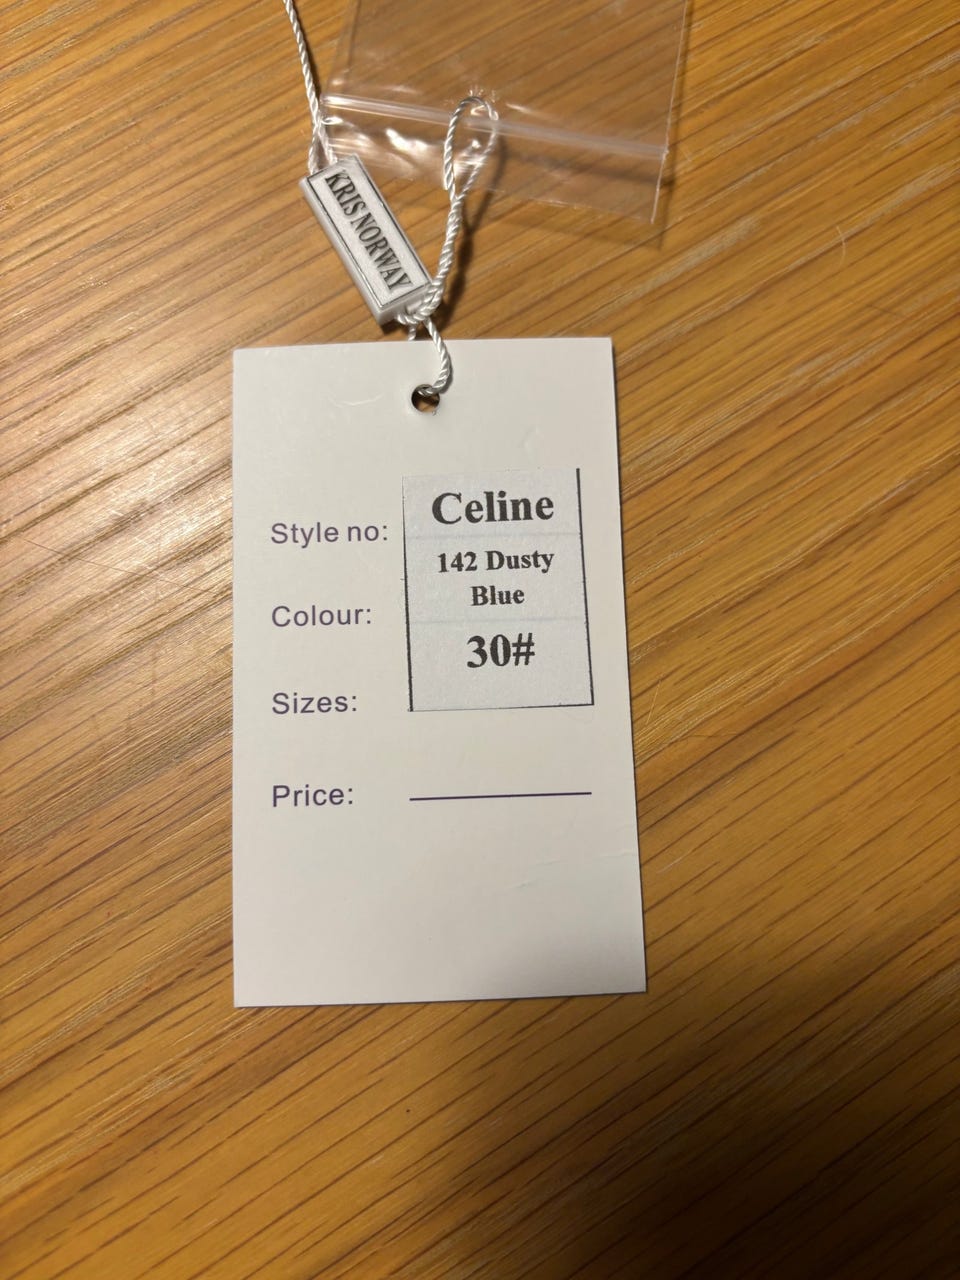 KRIS NORWAY
Style no: Celine
Colour: 142 Dusty
Blue
Sizes: 30#
Price: